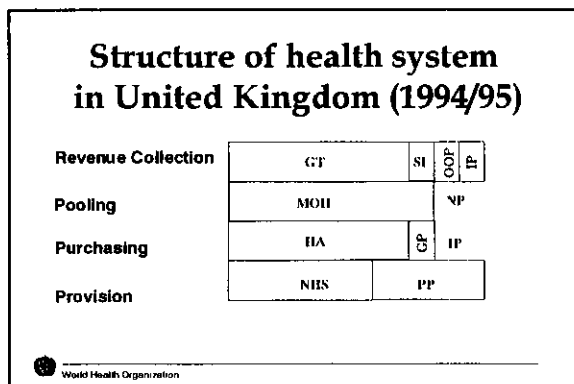 Structure of health system
in United Kingdom (1994/95)
Revenue Collection GT SI OOP IP
Pooling MOH NP
Purchasing HA GP IP
Provision NHS PP
World Health Organization